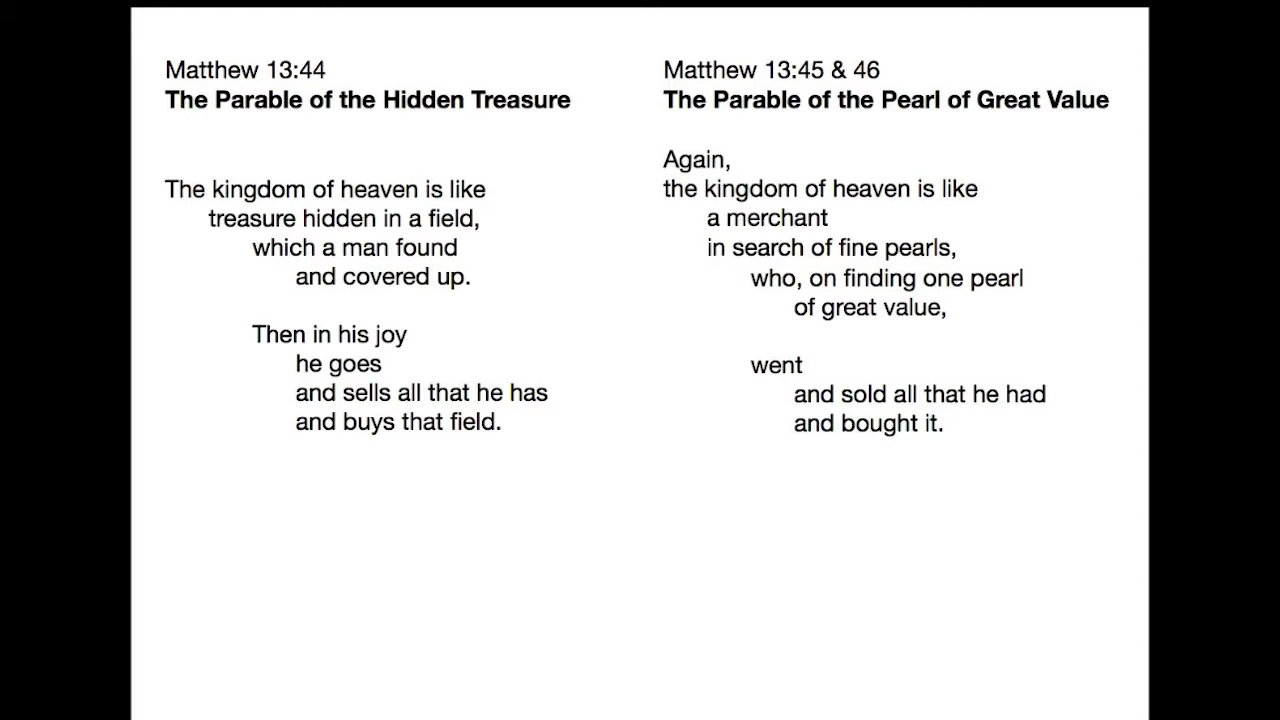 Matthew 13:44
The Parable of the Hidden Treasure
The kingdom of heaven is like
treasure hidden in a field,
which a man found
and covered up.
Then in his joy
he goes
and sells all that he has
and buys that field.
Matthew 13:45 & 46
The Parable of the Pearl of Great Value
Again,
the kingdom of heaven is like
a merchant
in search of fine pearls,
who, on finding one pearl
of great value,
went
and sold all that he had
and bought it.